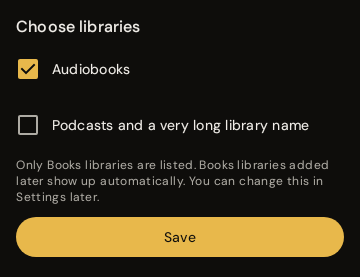 Choose libraries
Audiobooks
Podcasts and a very long library name
Only Books libraries are listed. Books libraries added
later show up automatically. You can change this in
Settings later.
Save